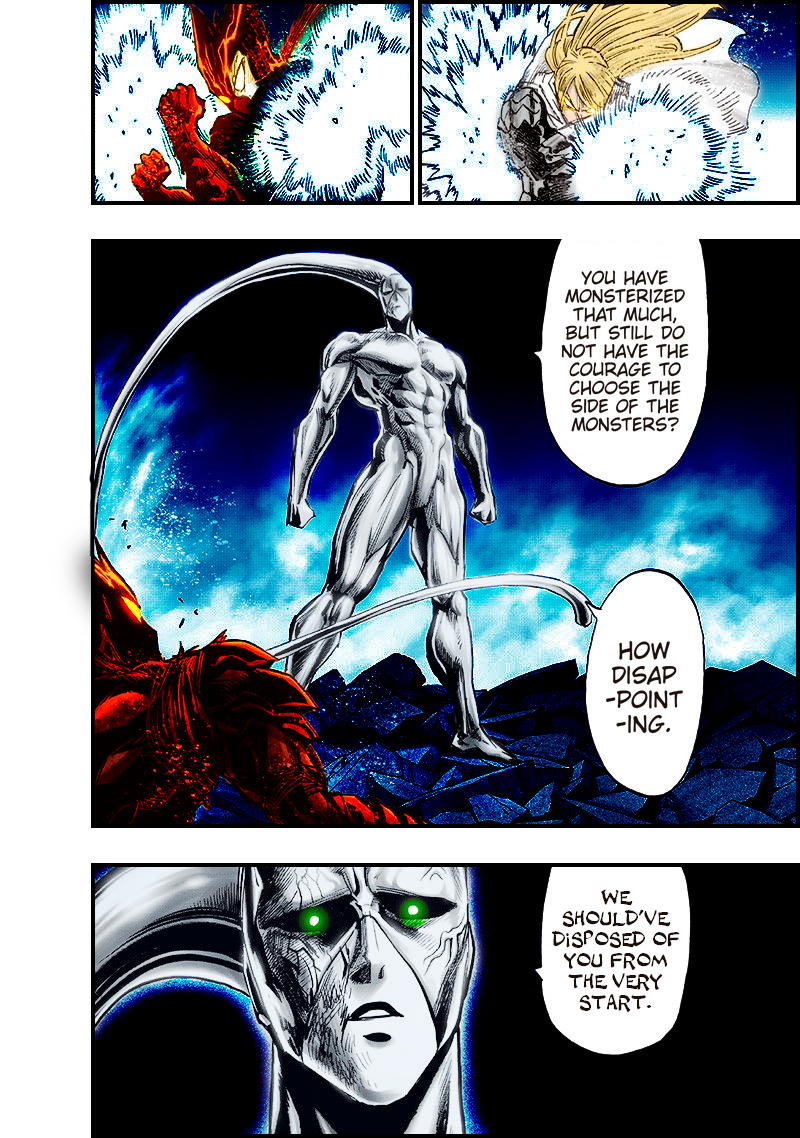 YOU HAVE
MONSTERIZED
THAT MUCH,
BUT STILL DO
NOT HAVE THE
COURAGE TO
CHOOSE THE
SIDE OF THE
MONSTERS?
HOW
DISAP
-POINT
-ING.
WE
SHOULD'VE
DISPOSED OF
YOU FROM
THE VERY
START.